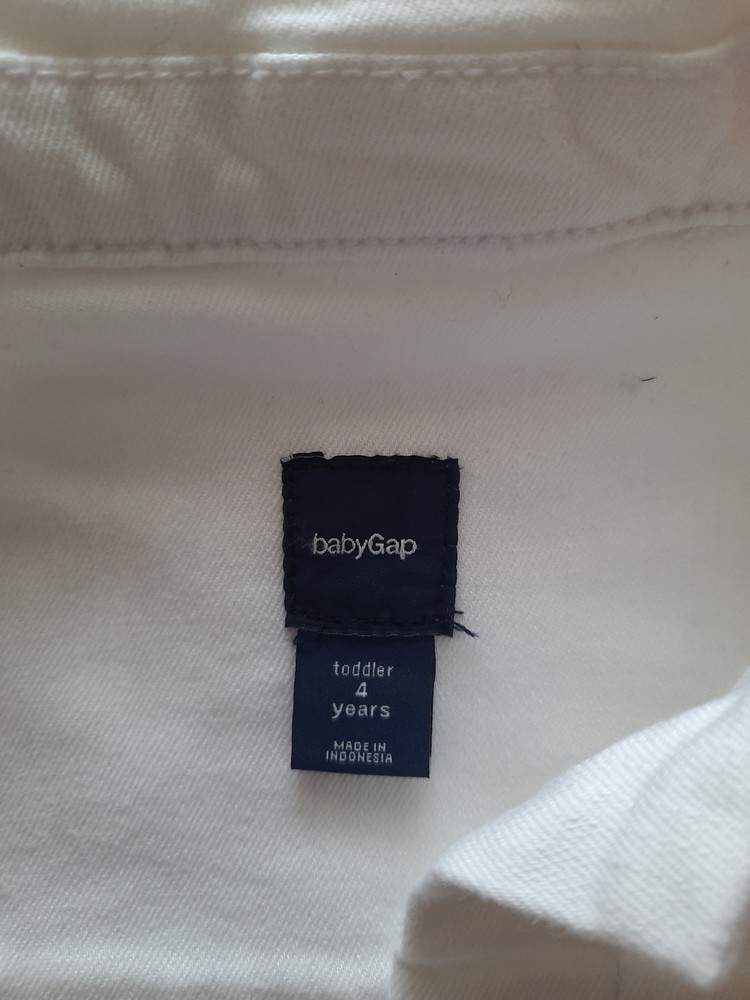 babyGap
toddler
4
years
MADE IN
INDONESIA